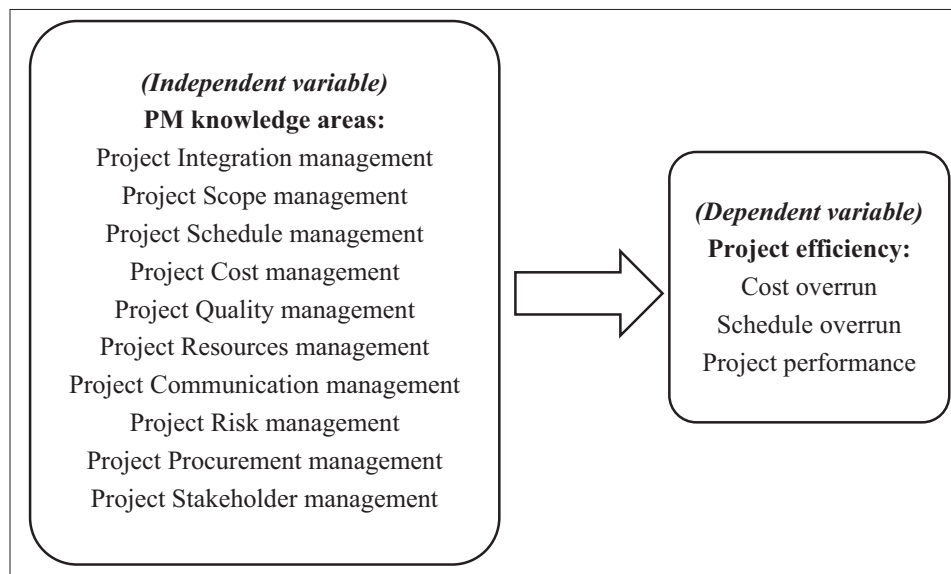 (Independent variable)
PM knowledge areas:
Project Integration management
Project Scope management
Project Schedule management
Project Cost management
Project Quality management
Project Resources management
Project Communication management
Project Risk management
Project Procurement management
Project Stakeholder management
(Dependent variable)
Project efficiency:
Cost overrun
Schedule overrun
Project performance